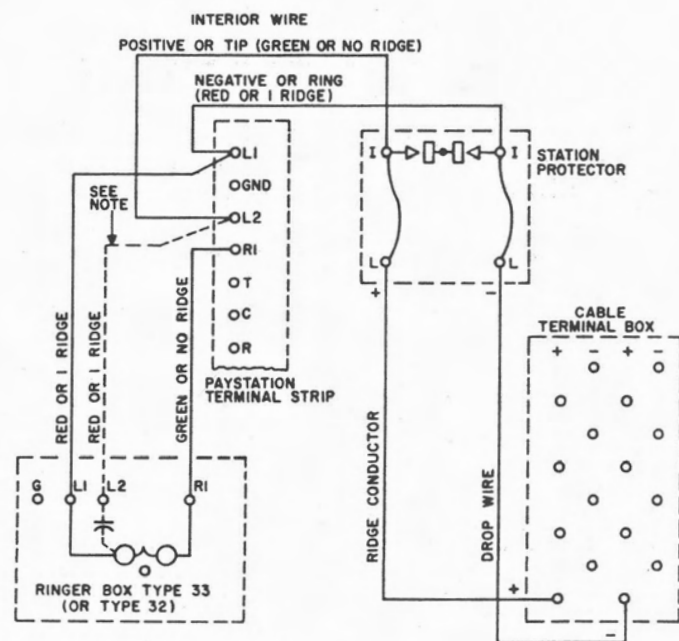 INTERIOR WIRE
POSITIVE OR TIP (GREEN OR NO RIDGE)
NEGATIVE OR RING
(RED OR I RIDGE)
L1
GND
L2
R1
T
C
R
PAYSTATION
TERMINAL STRIP
SEE
NOTE
RED OR I RIDGE
RED OR I RIDGE
GREEN OR NO RIDGE
I
I
STATION
PROTECTOR
L
L
+
−
RIDGE CONDUCTOR
DROP WIRE
CABLE
TERMINAL BOX
+ − + −
+
−
G
L1
L2
R1
RINGER BOX TYPE 33
(OR TYPE 32)